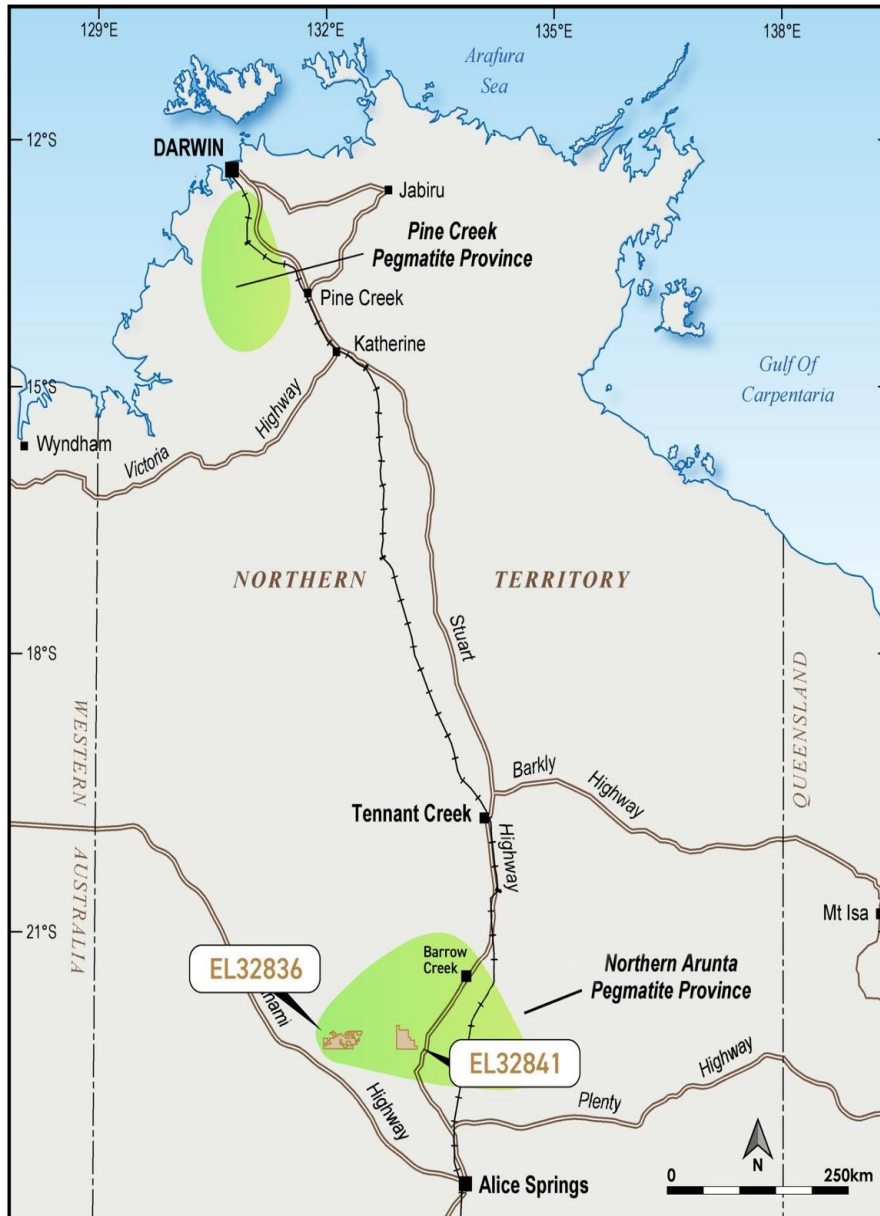 129°E
132°E
135°E
138°E
Arafura
Sea
12°S
DARWIN
Jabiru
Pine Creek
Pegmatite Province
Pine Creek
Katherine
15°S
Gulf Of
Carpentaria
Wyndham
Victoria
Highway
NORTHERN TERRITORY
Stuart
18°S
WESTERN
AUSTRALIA
QUEENSLAND
Barkly
Highway
Tennant Creek
Highway
Mt Isa
21°S
Barrow
Creek
Northern Arunta
Pegmatite Province
EL32836
nami
EL32841
Highway
Plenty
Highway
Alice Springs
N
0 250km